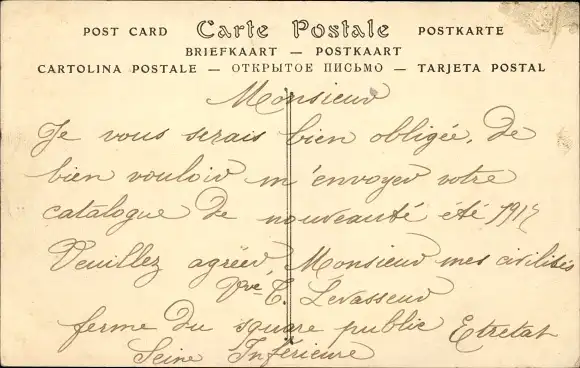 POST CARD Carte Postale POSTKARTE
BRIEFKAART — POSTKAART
CARTOLINA POSTALE — ОТКРЫТОЕ ПИСЬМО — TARJETA POSTAL
Monsieur
Je vous serais bien obligée, de
bien vouloir m'envoyer votre
catalogue de nouveauté été 1917
Veuillez agréer, Monsieur mes civilités
Vve C. Levasseur
ferme du square public Etretat
Seine Inférieure